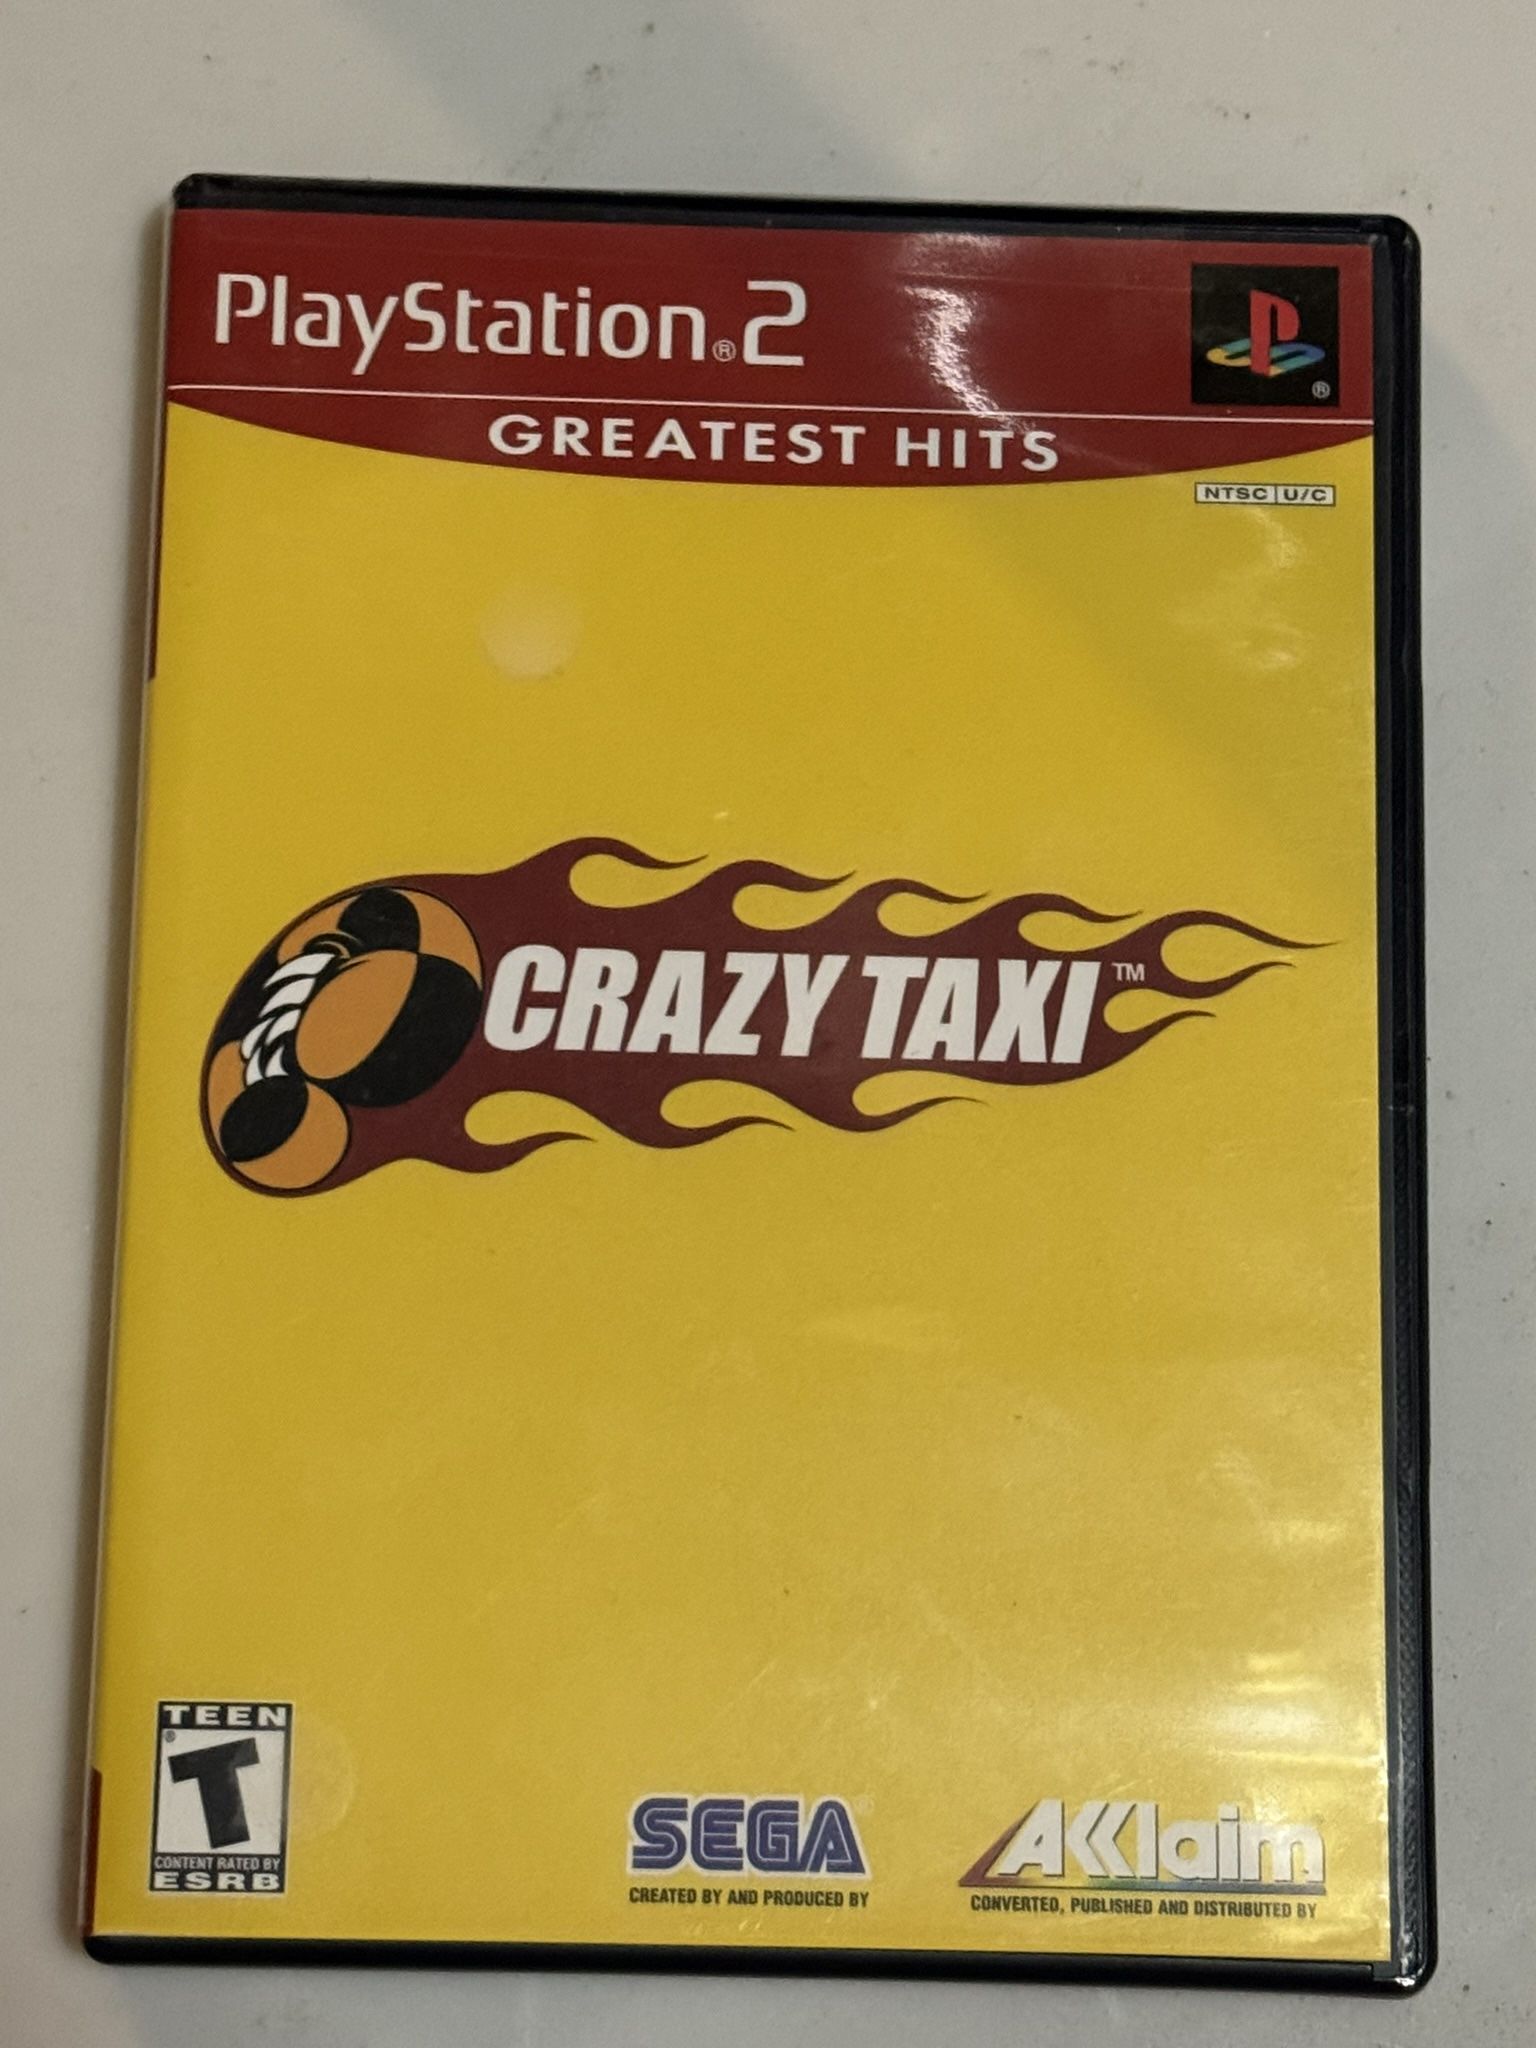 PlayStation®2
GREATEST HITS
®
NTSC U/C
CRAZY TAXI™
TEEN
®
T
CONTENT RATED BY
ESRB
SEGA®
CREATED BY AND PRODUCED BY
AKKlaim
CONVERTED, PUBLISHED AND DISTRIBUTED BY